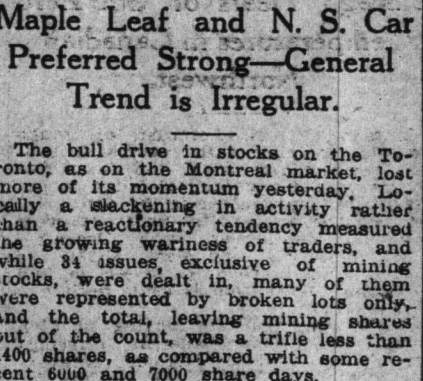 Maple Leaf and N. S. Car
Preferred Strong—General
Trend is Irregular.
The bull drive in stocks on the To-
ronto, as on the Montreal market, lost
more of its momentum yesterday. Lo-
cally a slackening in activity rather
than a reactionary tendency measured
the growing wariness of traders, and
while 34 issues, exclusive of mining
stocks, were dealt in, many of them
were represented by broken lots only,
and the total, leaving mining shares
out of the count, was a trifle less than
400 shares, as compared with some re-
cent 6000 and 7000 share days.